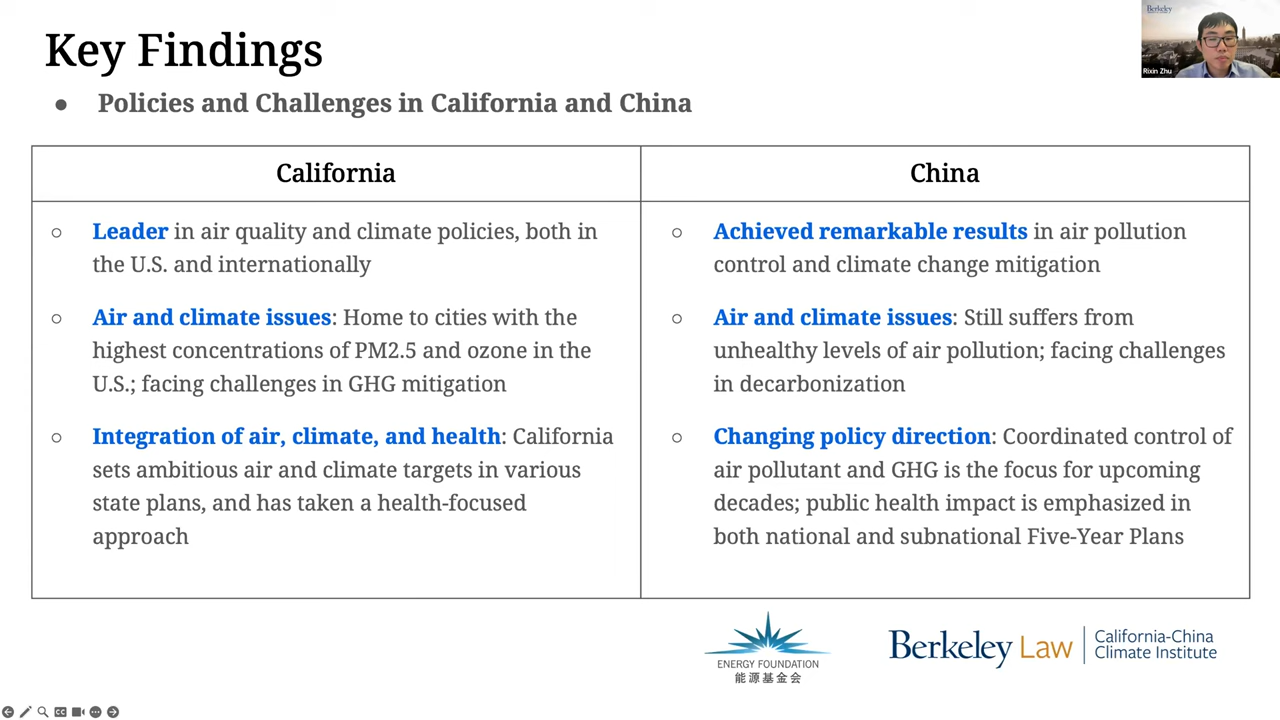 Key Findings
● Policies and Challenges in California and China
California
○ Leader in air quality and climate policies, both in
the U.S. and internationally
○ Air and climate issues: Home to cities with the
highest concentrations of PM2.5 and ozone in the
U.S.; facing challenges in GHG mitigation
○ Integration of air, climate, and health: California
sets ambitious air and climate targets in various
state plans, and has taken a health-focused
approach
China
○ Achieved remarkable results in air pollution
control and climate change mitigation
○ Air and climate issues: Still suffers from
unhealthy levels of air pollution; facing challenges
in decarbonization
○ Changing policy direction: Coordinated control of
air pollutant and GHG is the focus for upcoming
decades; public health impact is emphasized in
both national and subnational Five-Year Plans
ENERGY FOUNDATION
能源基金会
Berkeley Law
California-China
Climate Institute
Berkeley
Rixin Zhu
CC